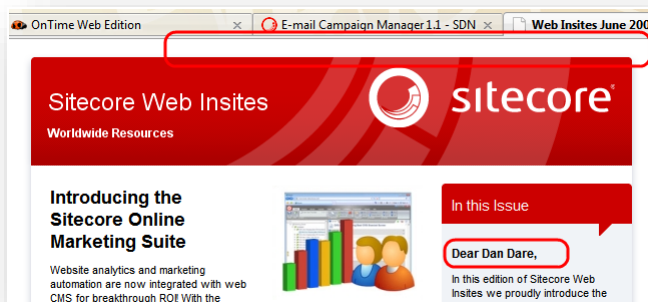 OnTime Web Edition
E-mail Campaign Manager 1.1 - SDN
Web Insites June 200
Sitecore Web Insites
sitecore
Worldwide Resources
Introducing the
Sitecore Online
Marketing Suite
Website analytics and marketing
automation are now integrated with web
CMS for breakthrough ROI! With the
In this Issue
Dear Dan Dare,
In this edition of Sitecore Web
Insites we proudly introduce the